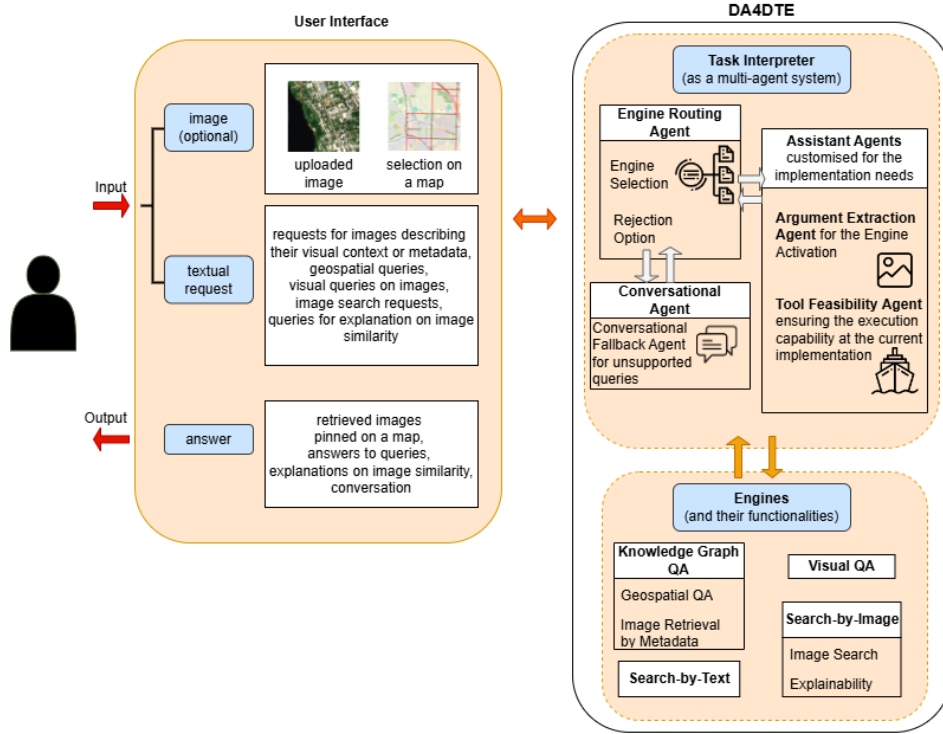 User Interface
Input
image
(optional)
uploaded
image
selection on
a map
textual
request
requests for images describing
their visual context or metadata,
geospatial queries,
visual queries on images,
image search requests,
queries for explanation on image
similarity
Output
answer
retrieved images
pinned on a map,
answers to queries,
explanations on image similarity,
conversation
DA4DTE
Task Interpreter
(as a multi-agent system)
Engine Routing
Agent
Engine
Selection
Rejection
Option
Conversational
Agent
Conversational
Fallback Agent
for unsupported
queries
Assistant Agents
customised for the
implementation needs
Argument Extraction
Agent for the Engine
Activation
Tool Feasibility Agent
ensuring the execution
capability at the current
implementation
Engines
(and their functionalities)
Knowledge Graph
QA
Geospatial QA
Image Retrieval
by Metadata
Search-by-Text
Visual QA
Search-by-Image
Image Search
Explainability